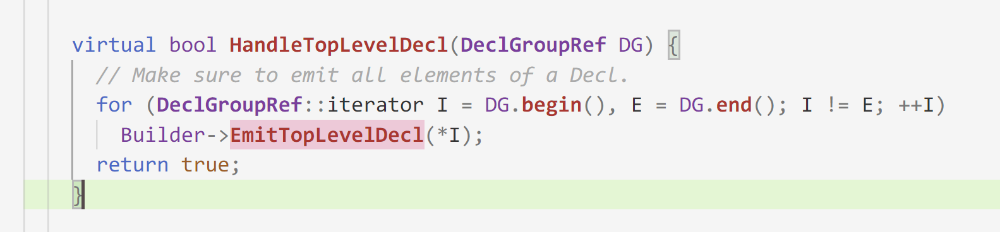 virtual bool HandleTopLevelDecl(DeclGroupRef DG) {
// Make sure to emit all elements of a Decl.
for (DeclGroupRef::iterator I = DG.begin(), E = DG.end(); I != E; ++I)
Builder->EmitTopLevelDecl(*I);
return true;
}